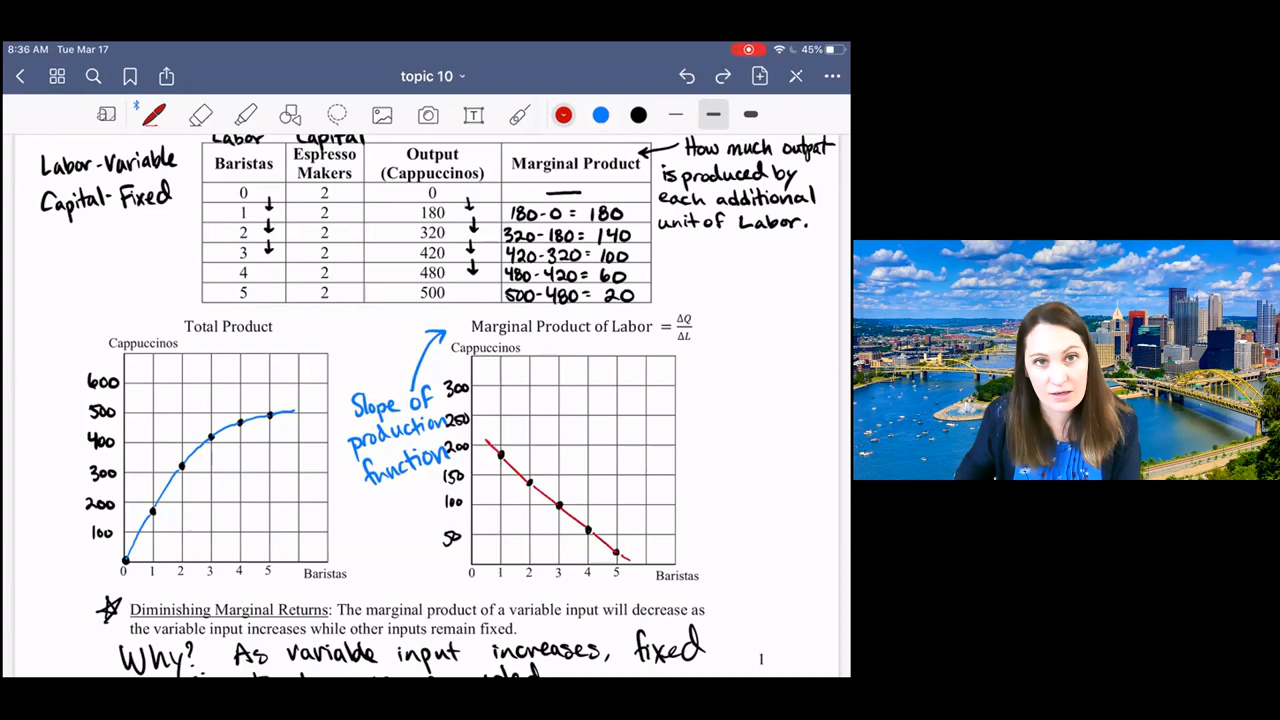 8:36 AM Tue Mar 17
45%
topic 10
Labor Capital
Labor-Variable
Capital-Fixed
Baristas Espresso Makers Output (Cappuccinos) Marginal Product
0 2 0 —
1 2 180 180-0 = 180
2 2 320 320-180 = 140
3 2 420 420-320 = 100
4 2 480 480-420 = 60
5 2 500 500-480 = 20
How much output
is produced by
each additional
unit of Labor.
Total Product
Cappuccinos
600
500
400
300
200
100
0 1 2 3 4 5 Baristas
Slope of
production
function
Marginal Product of Labor = ΔQ/ΔL
Cappuccinos
300
250
200
150
100
50
0 1 2 3 4 5 Baristas
Diminishing Marginal Returns: The marginal product of a variable input will decrease as
the variable input increases while other inputs remain fixed.
Why? As variable input increases, fixed
1